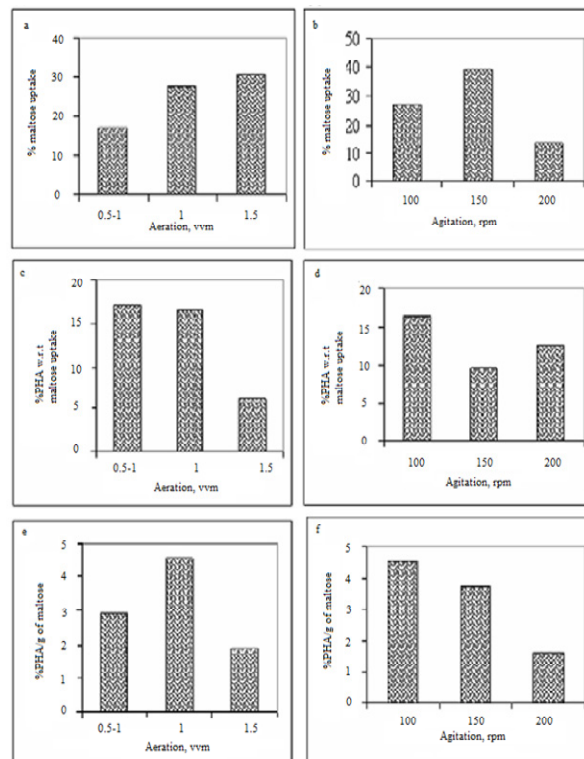 a
40
30
20
10
0
% maltose uptake
0.5-1 1 1.5
Aeration, vvm
b
50
40
30
20
10
0
% maltose uptake
100 150 200
Agitation, rpm
c
20
15
10
5
0
%PHA w.r.t
maltose uptake
0.5-1 1 1.5
Aeration, vvm
d
20
15
10
5
0
%PHA w.r.t
maltose uptake
100 150 200
Agitation, rpm
e
5
4
3
2
1
0
%PHA/g of maltose
0.5-1 1 1.5
Aeration, vvm
f
5
4
3
2
1
0
%PHA/g of maltose
100 150 200
Agitation, rpm